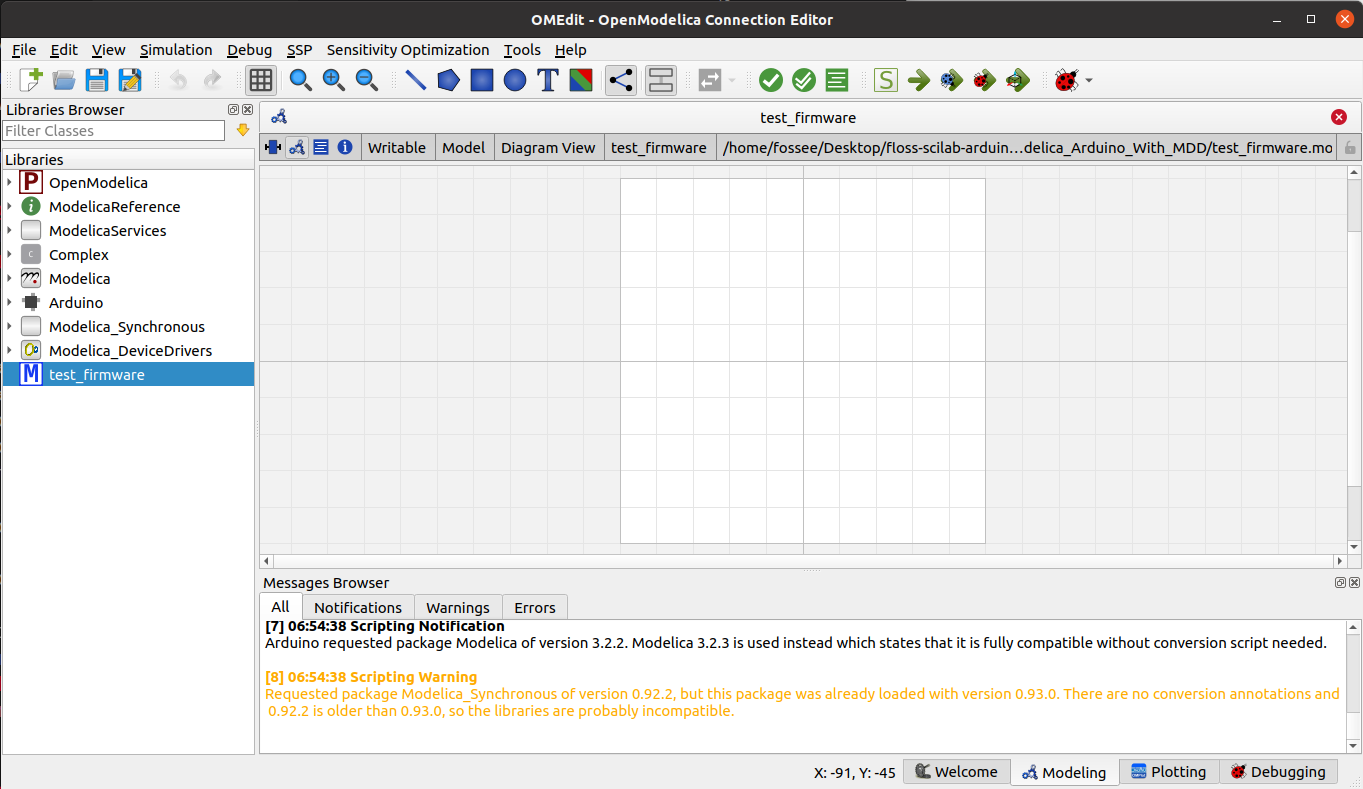 OMEdit - OpenModelica Connection Editor
File Edit View Simulation Debug SSP Sensitivity Optimization Tools Help
T S
Libraries Browser
Filter Classes
Libraries
P OpenModelica
i ModelicaReference
ModelicaServices
C Complex
Modelica
Arduino
Modelica_Synchronous
Modelica_DeviceDrivers
M test_firmware
test_firmware
i Writable Model Diagram View test_firmware /home/fossee/Desktop/floss-scilab-arduin...delica_Arduino_With_MDD/test_firmware.mo
Messages Browser
All Notifications Warnings Errors
[7] 06:54:38 Scripting Notification
Arduino requested package Modelica of version 3.2.2. Modelica 3.2.3 is used instead which states that it is fully compatible without conversion script needed.
[8] 06:54:38 Scripting Warning
Requested package Modelica_Synchronous of version 0.92.2, but this package was already loaded with version 0.93.0. There are no conversion annotations and
0.92.2 is older than 0.93.0, so the libraries are probably incompatible.
X: -91, Y: -45 Welcome Modeling Plotting Debugging